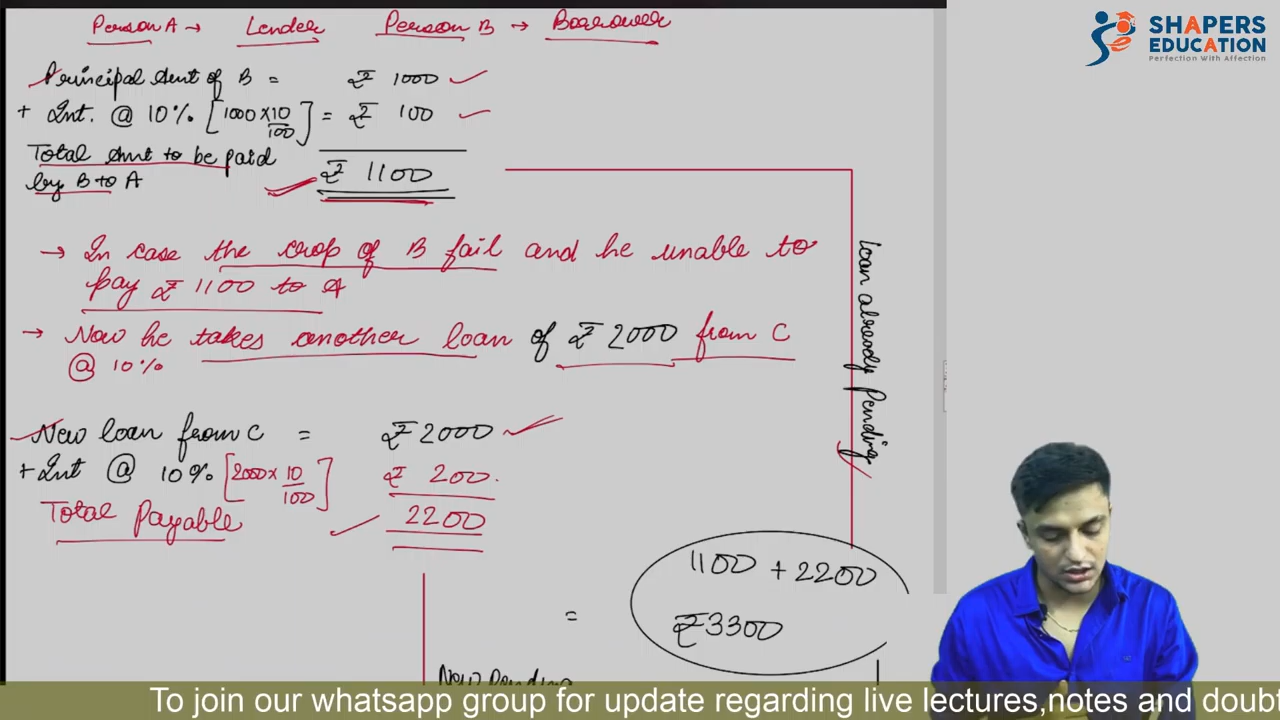 Person A → Lender Person B → Boorower
SHAPERS
EDUCATION
Perfection With Affection
Principal Amt of B = ₹ 1000
+ Int. @ 10% [1000 × 10/100] = ₹ 100
Total Amt to be paid
by B to A ₹ 1100
→ In case the crop of B fail and he unable to
pay ₹ 1100 to A
→ Now he takes another loan of ₹ 2000 from C
@ 10%
loan already Pending
New loan from C = ₹ 2000
+ Int @ 10% [2000 × 10/100] ₹ 200
Total Payable 2200
1100 + 2200
= ₹ 3300
New Pending
To join our whatsapp group for update regarding live lectures,notes and doubt